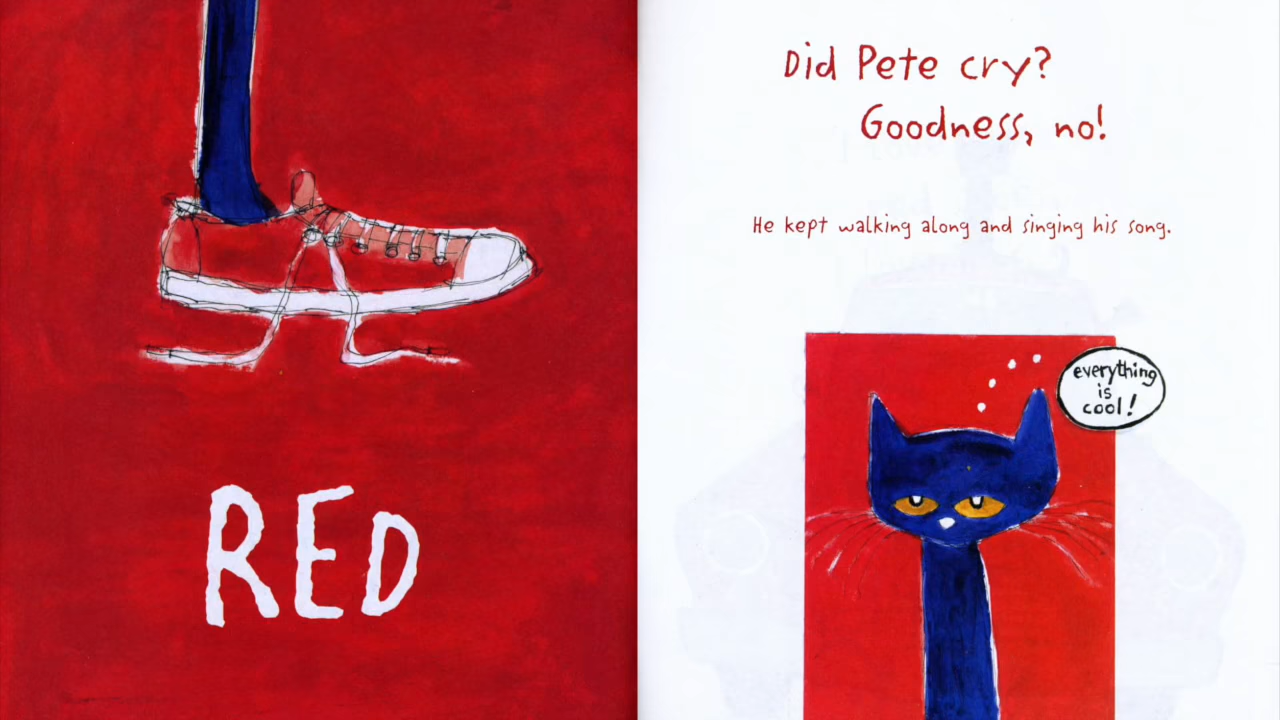 RED
Did Pete cry?
Goodness, no!
He kept walking along and singing his song.
everything
is
cool!